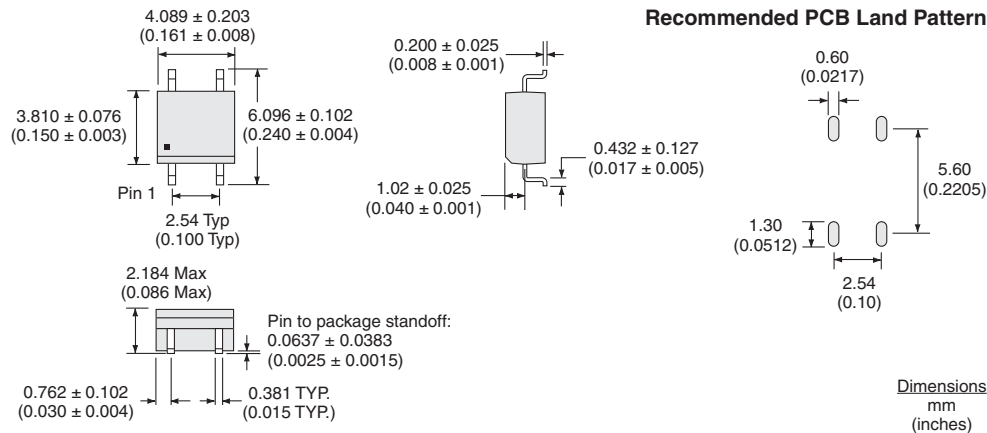 4.089 ± 0.203
(0.161 ± 0.008)
3.810 ± 0.076
(0.150 ± 0.003)
6.096 ± 0.102
(0.240 ± 0.004)
Pin 1
2.54 Typ
(0.100 Typ)
0.200 ± 0.025
(0.008 ± 0.001)
0.432 ± 0.127
(0.017 ± 0.005)
1.02 ± 0.025
(0.040 ± 0.001)
Recommended PCB Land Pattern
0.60
(0.0217)
5.60
(0.2205)
1.30
(0.0512)
2.54
(0.10)
2.184 Max
(0.086 Max)
Pin to package standoff:
0.0637 ± 0.0383
(0.0025 ± 0.0015)
0.762 ± 0.102
(0.030 ± 0.004)
0.381 TYP.
(0.015 TYP.)
Dimensions
mm
(inches)